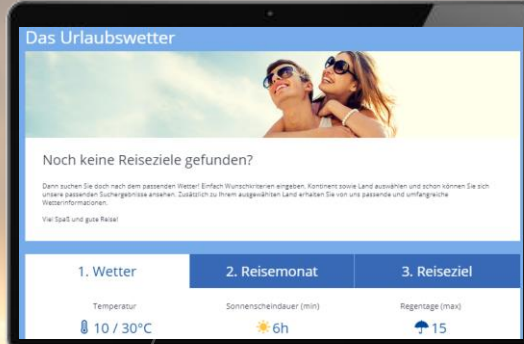 Das Urlaubswetter
Noch keine Reiseziele gefunden?
Dann suchen Sie doch nach dem passenden Wetter! Einfach Wunschkriterien eingeben, Kontinent sowie Land auswählen und schon können Sie sich
unsere passenden Suchergebnisse ansehen. Zusätzlich zu Ihrem ausgewählten Land erhalten Sie von uns passende und umfangreiche
Wetterinformationen.
Viel Spaß und gute Reise!
1. Wetter 2. Reisemonat 3. Reiseziel
Temperatur Sonnenscheindauer (min) Regentage (max)
10 / 30°C 6h 15